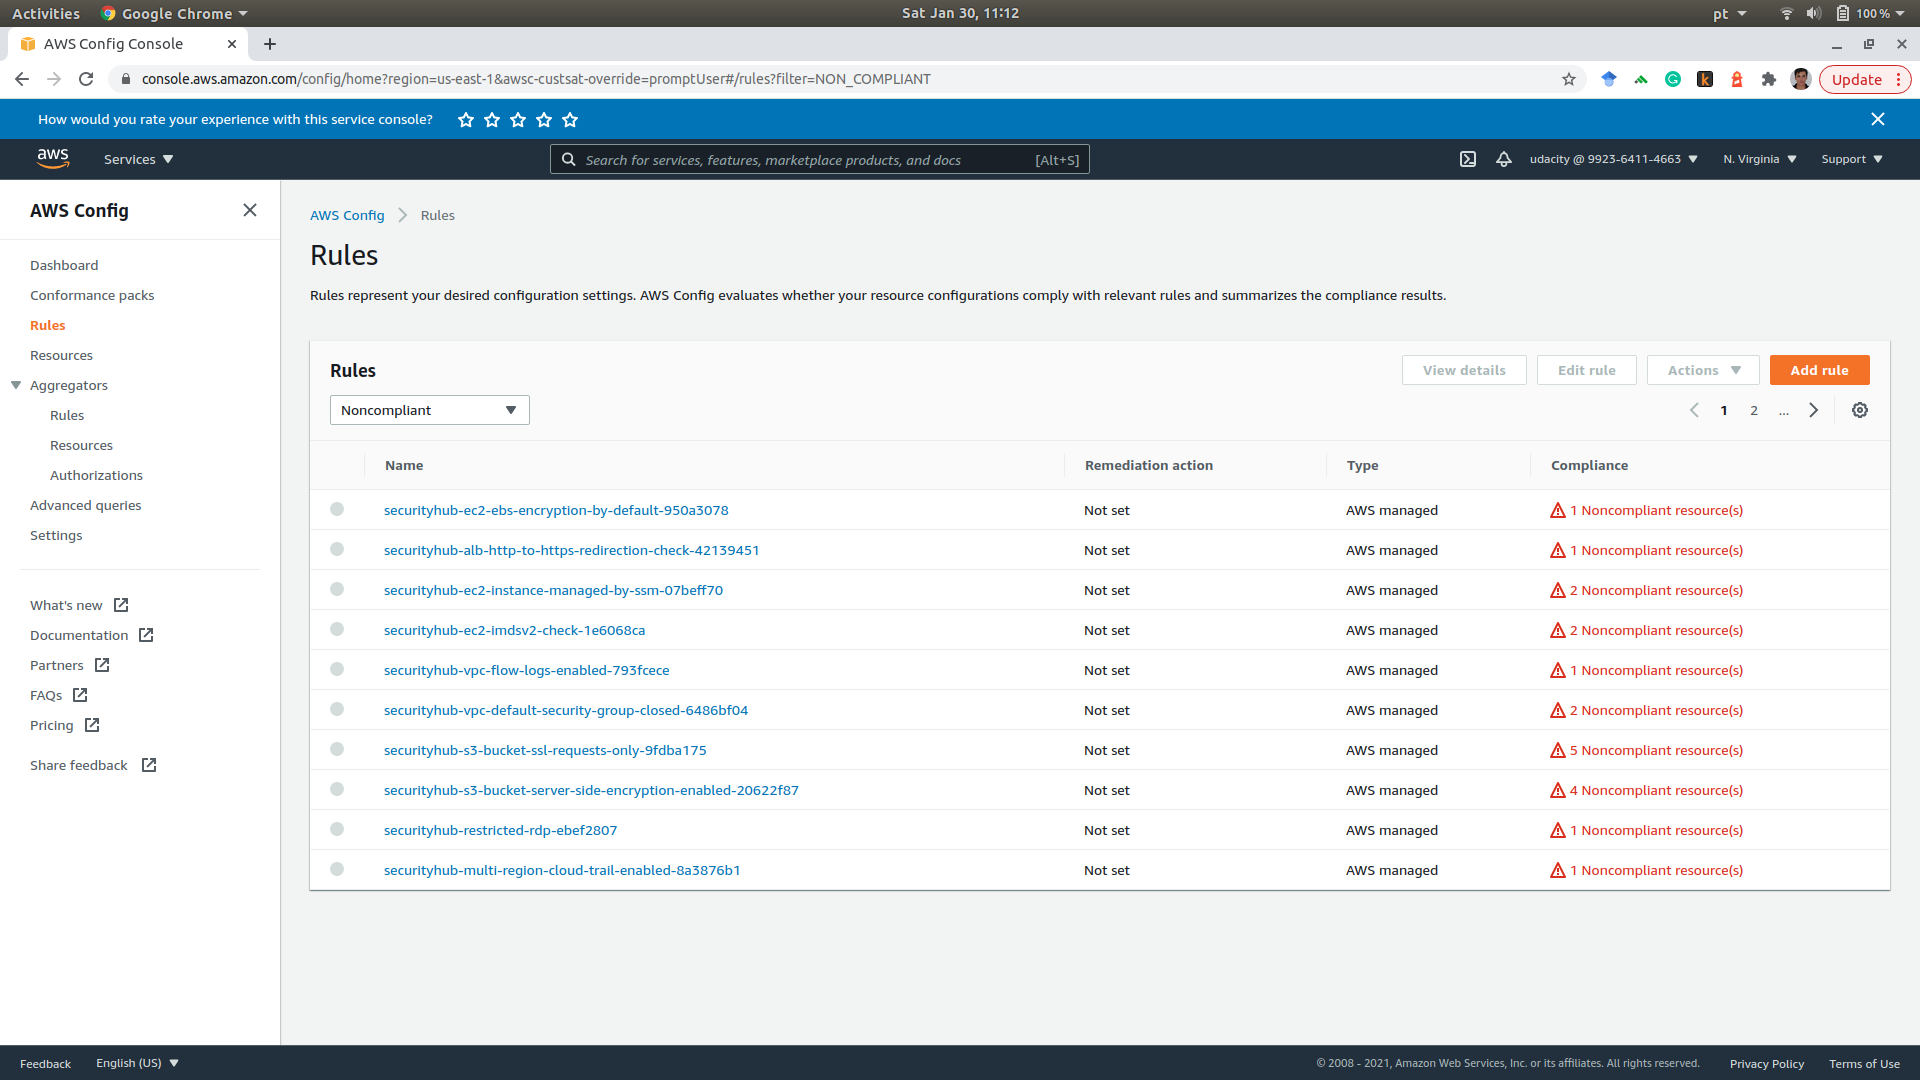 Activities Google Chrome Sat Jan 30, 11:12 pt 100 %
AWS Config Console
console.aws.amazon.com/config/home?region=us-east-1&awsc-custsat-override=promptUser#/rules?filter=NON_COMPLIANT Update
How would you rate your experience with this service console?
aws Services Search for services, features, marketplace products, and docs [Alt+S] udacity @ 9923-6411-4663 N. Virginia Support
AWS Config
Dashboard
Conformance packs
Rules
Resources
Aggregators
Rules
Resources
Authorizations
Advanced queries
Settings
What's new
Documentation
Partners
FAQs
Pricing
Share feedback
AWS Config Rules
Rules
Rules represent your desired configuration settings. AWS Config evaluates whether your resource configurations comply with relevant rules and summarizes the compliance results.
Rules View details Edit rule Actions Add rule
Noncompliant 1 2 ...
Name Remediation action Type Compliance
securityhub-ec2-ebs-encryption-by-default-950a3078 Not set AWS managed 1 Noncompliant resource(s)
securityhub-alb-http-to-https-redirection-check-42139451 Not set AWS managed 1 Noncompliant resource(s)
securityhub-ec2-instance-managed-by-ssm-07beff70 Not set AWS managed 2 Noncompliant resource(s)
securityhub-ec2-imdsv2-check-1e6068ca Not set AWS managed 2 Noncompliant resource(s)
securityhub-vpc-flow-logs-enabled-793fcece Not set AWS managed 1 Noncompliant resource(s)
securityhub-vpc-default-security-group-closed-6486bf04 Not set AWS managed 2 Noncompliant resource(s)
securityhub-s3-bucket-ssl-requests-only-9fdba175 Not set AWS managed 5 Noncompliant resource(s)
securityhub-s3-bucket-server-side-encryption-enabled-20622f87 Not set AWS managed 4 Noncompliant resource(s)
securityhub-restricted-rdp-ebef2807 Not set AWS managed 1 Noncompliant resource(s)
securityhub-multi-region-cloud-trail-enabled-8a3876b1 Not set AWS managed 1 Noncompliant resource(s)
Feedback English (US) © 2008 - 2021, Amazon Web Services, Inc. or its affiliates. All rights reserved. Privacy Policy Terms of Use